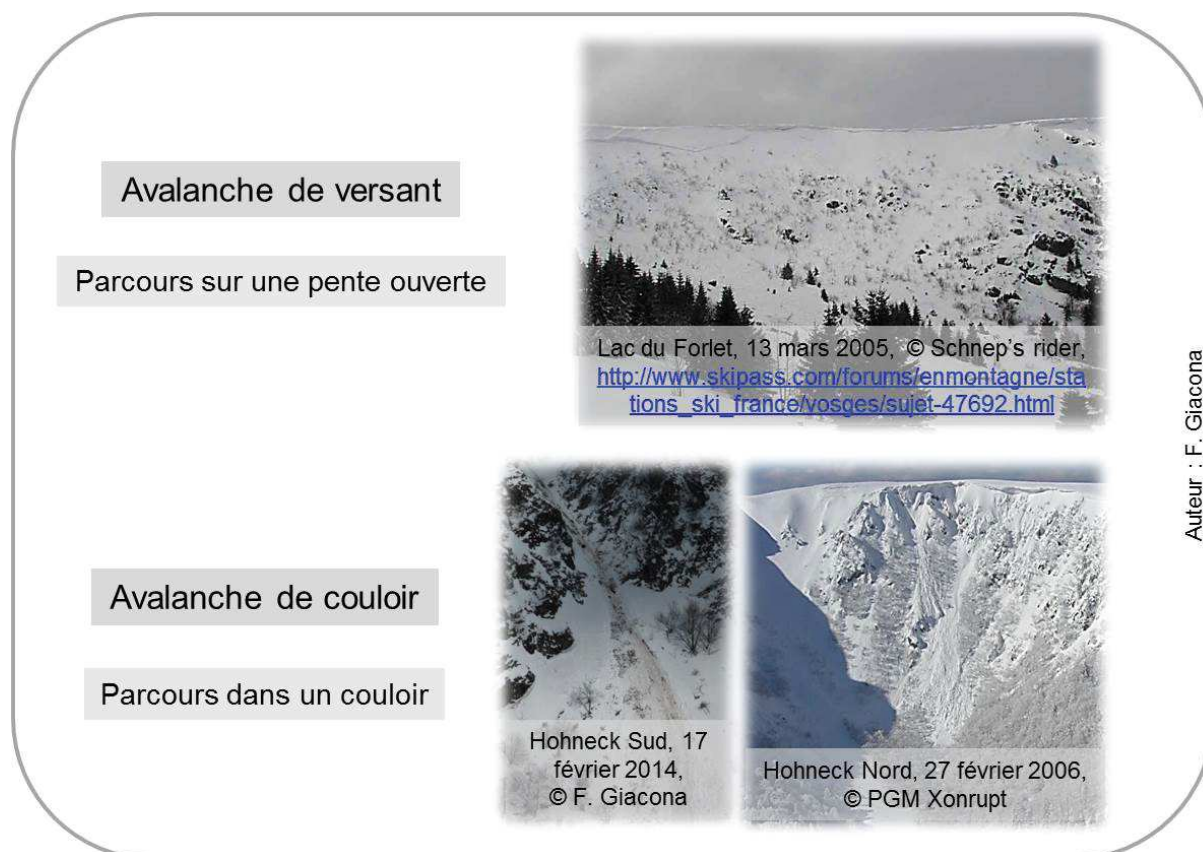 Avalanche de versant
Parcours sur une pente ouverte
Lac du Forlet, 13 mars 2005, © Schnep's rider,
http://www.skipass.com/forums/enmontagne/sta
tions_ski_france/vosges/sujet-47692.html
Avalanche de couloir
Parcours dans un couloir
Hohneck Sud, 17
février 2014,
© F. Giacona
Hohneck Nord, 27 février 2006,
© PGM Xonrupt
Auteur : F. Giacona